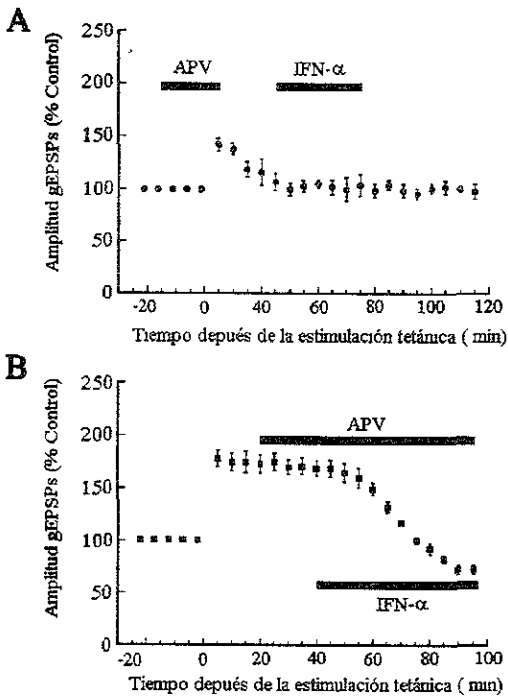 A
250
200
150
100
50
0
Amplitud gEPSPs (% Control)
APV
IFN-α
-20 0 20 40 60 80 100 120
Tiempo depués de la estimulación tetánica ( min)
B
250
200
150
100
50
0
Amplitud gEPSPs (% Control)
APV
IFN-α
-20 0 20 40 60 80 100
Tiempo depués de la estimulación tetánica ( min)